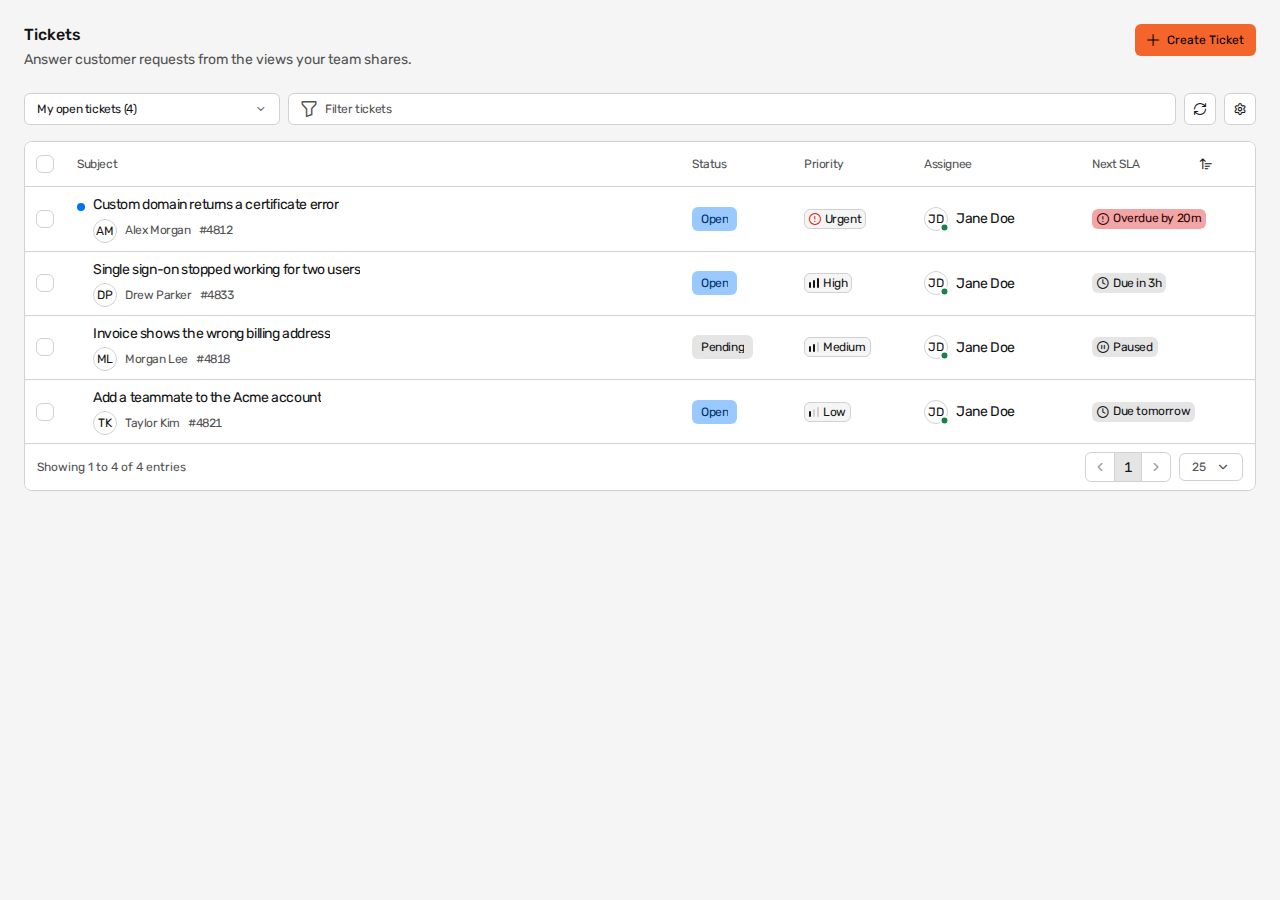 Tickets
Create Ticket
Answer customer requests from the views your team shares.
My open tickets (4)
Filter tickets
Subject Status Priority Assignee Next SLA
Custom domain returns a certificate error
AM Alex Morgan #4812
Open Urgent JD Jane Doe Overdue by 20m
Single sign-on stopped working for two users
DP Drew Parker #4833
Open High JD Jane Doe Due in 3h
Invoice shows the wrong billing address
ML Morgan Lee #4818
Pending Medium JD Jane Doe Paused
Add a teammate to the Acme account
TK Taylor Kim #4821
Open Low JD Jane Doe Due tomorrow
Showing 1 to 4 of 4 entries
1
25